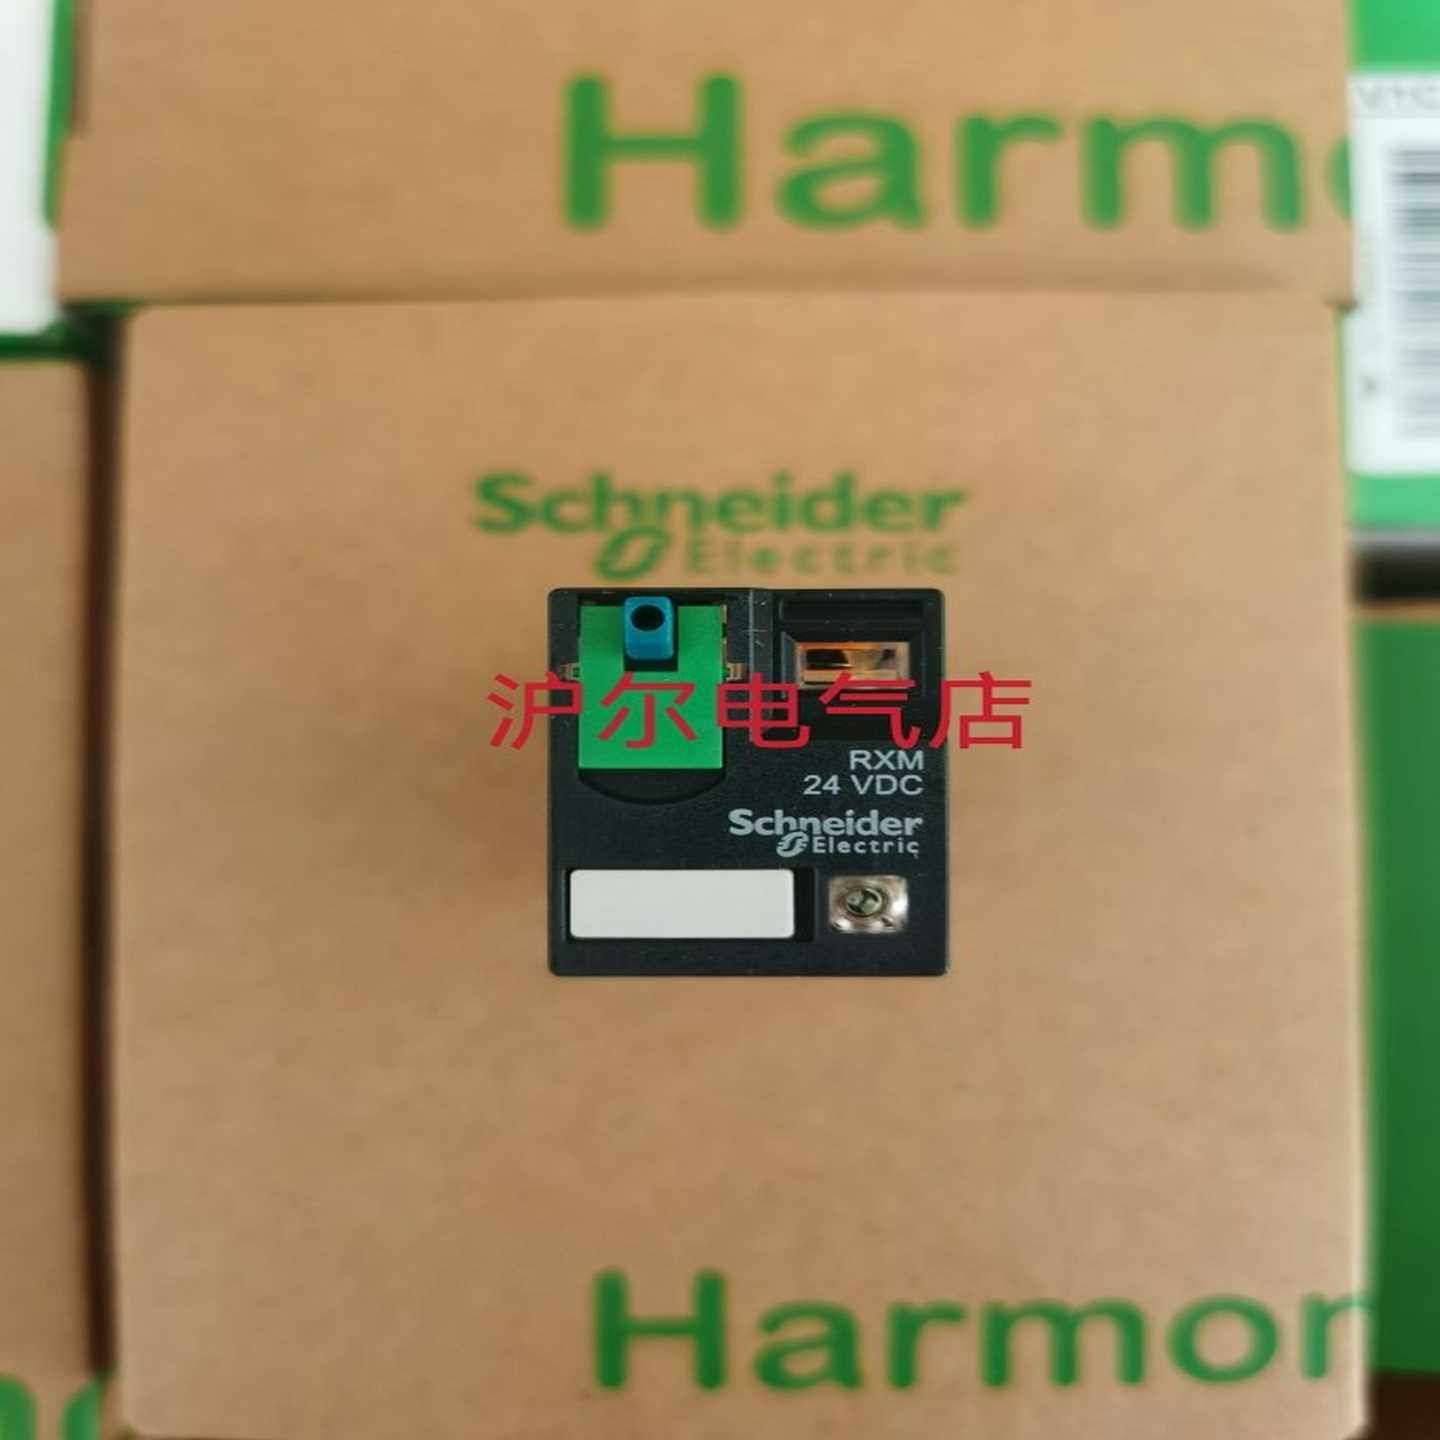 Harmo
Schneider
Electric
沪尔电气店
RXM
24 VDC
Schneider
Electric
Harmon